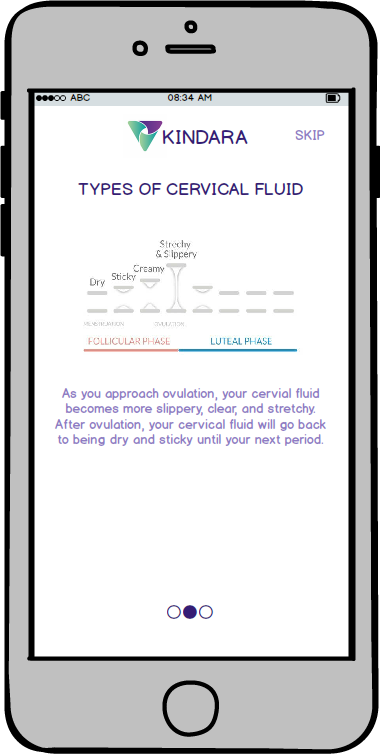 ABC 08:34 AM
KINDARA SKIP
TYPES OF CERVICAL FLUID
Strechy
& Slippery
Creamy
Sticky
Dry
MENSTRUATION OVULATION
FOLLICULAR PHASE LUTEAL PHASE
As you approach ovulation, your cervial fluid
becomes more slippery, clear, and stretchy.
After ovulation, your cervical fluid will go back
to being dry and sticky until your next period.